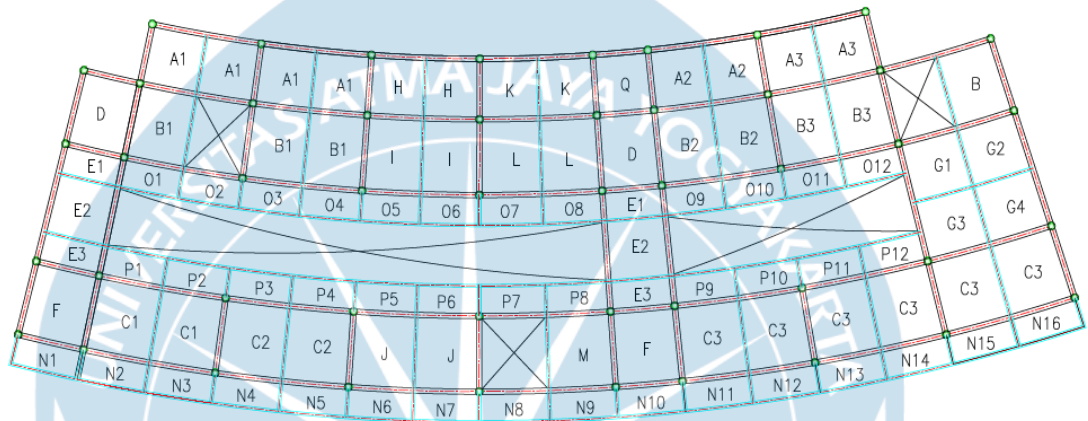 A1 A1 A1 A1 H H K K Q A2 A2 A3 A3 B
D B1 B1 B1 I I L L D B2 B2 B3 B3 G1 G2
E1 O1 O2 O3 O4 O5 O6 O7 O8 E1 O9 O10 O11 O12
E2 E2 G3 G4
E3 P1 P2 P3 P4 P5 P6 P7 P8 E3 P9 P10 P11 P12
F C1 C1 C2 C2 J J M F C3 C3 C3 C3 C3 C3
N1 N2 N3 N4 N5 N6 N7 N8 N9 N10 N11 N12 N13 N14 N15 N16
ATMA JAYA YOGYAKART